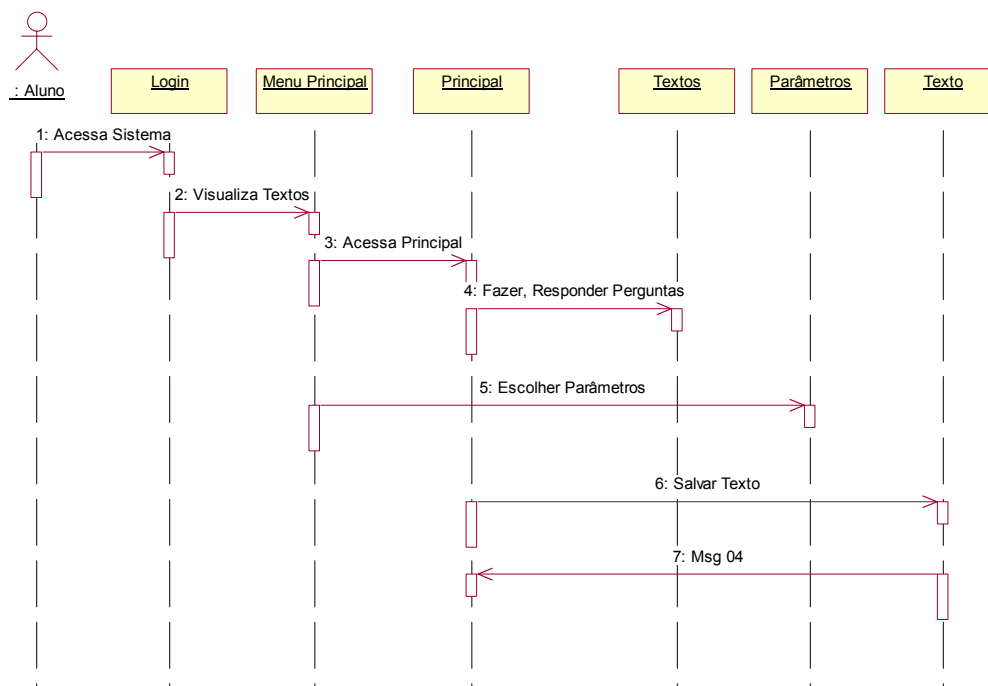 : Aluno
Login
Menu Principal
Principal
Textos
Parâmetros
Texto
1: Acessa Sistema
2: Visualiza Textos
3: Acessa Principal
4: Fazer, Responder Perguntas
5: Escolher Parâmetros
6: Salvar Texto
7: Msg 04